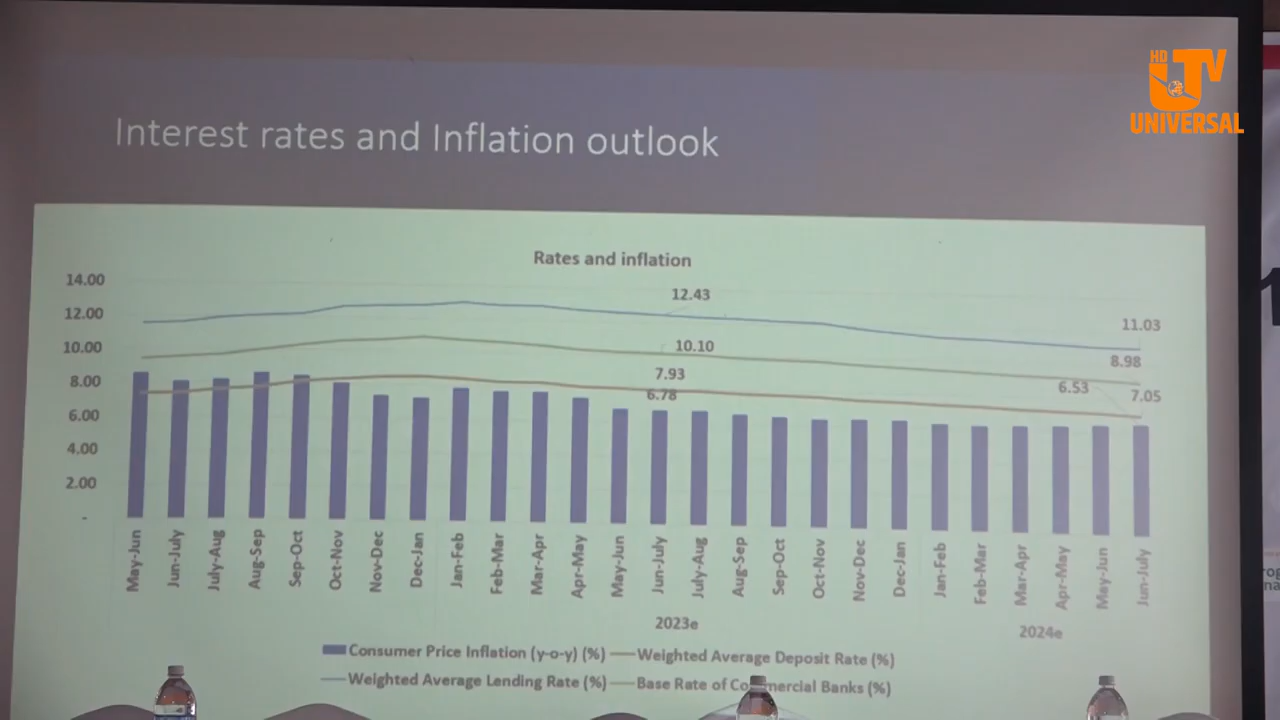 HD
UTV
UNIVERSAL
Interest rates and Inflation outlook
Rates and inflation
14.00
12.00
10.00
8.00
6.00
4.00
2.00
-
12.43
11.03
10.10
8.98
7.93
6.78
6.53
7.05
May-Jun
Jun-July
July-Aug
Aug-Sep
Sep-Oct
Oct-Nov
Nov-Dec
Dec-Jan
Jan-Feb
Feb-Mar
Mar-Apr
Apr-May
May-Jun
Jun-July
July-Aug
Aug-Sep
Sep-Oct
Oct-Nov
Nov-Dec
Dec-Jan
Jan-Feb
Feb-Mar
Mar-Apr
Apr-May
May-Jun
Jun-July
2023e
2024e
Consumer Price Inflation (y-o-y) (%)
Weighted Average Deposit Rate (%)
Weighted Average Lending Rate (%)
Base Rate of Commercial Banks (%)